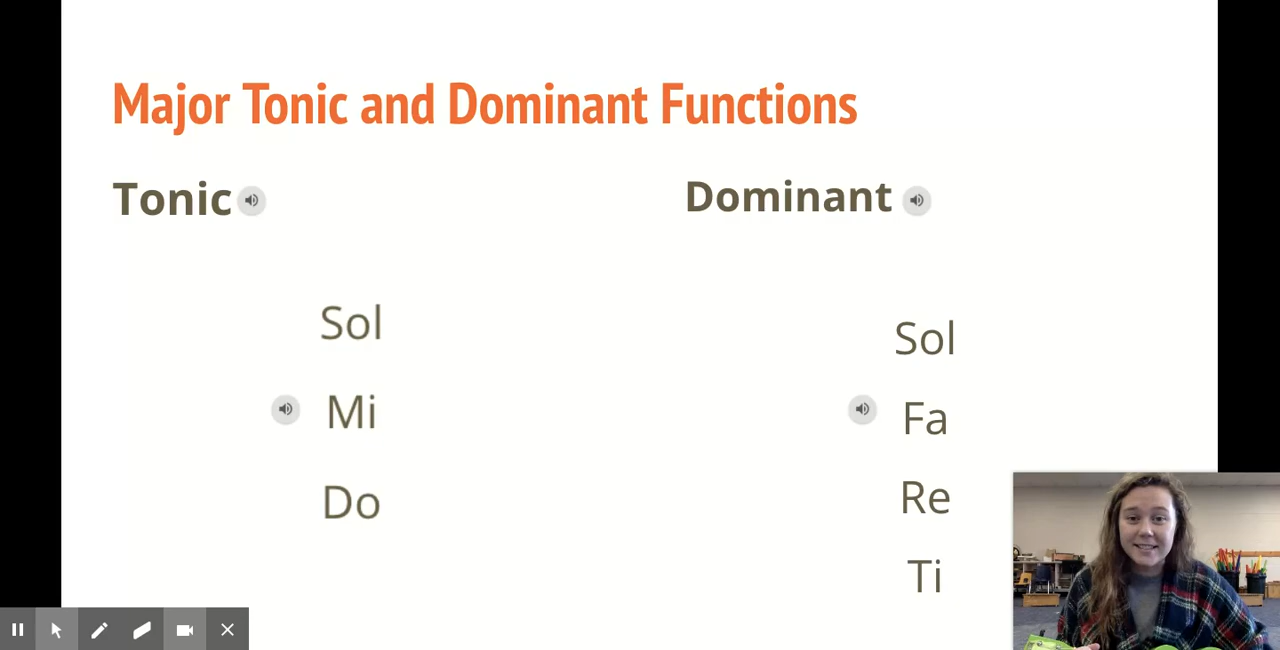 Major Tonic and Dominant Functions
Tonic
Sol
Mi
Do
Dominant
Sol
Fa
Re
Ti